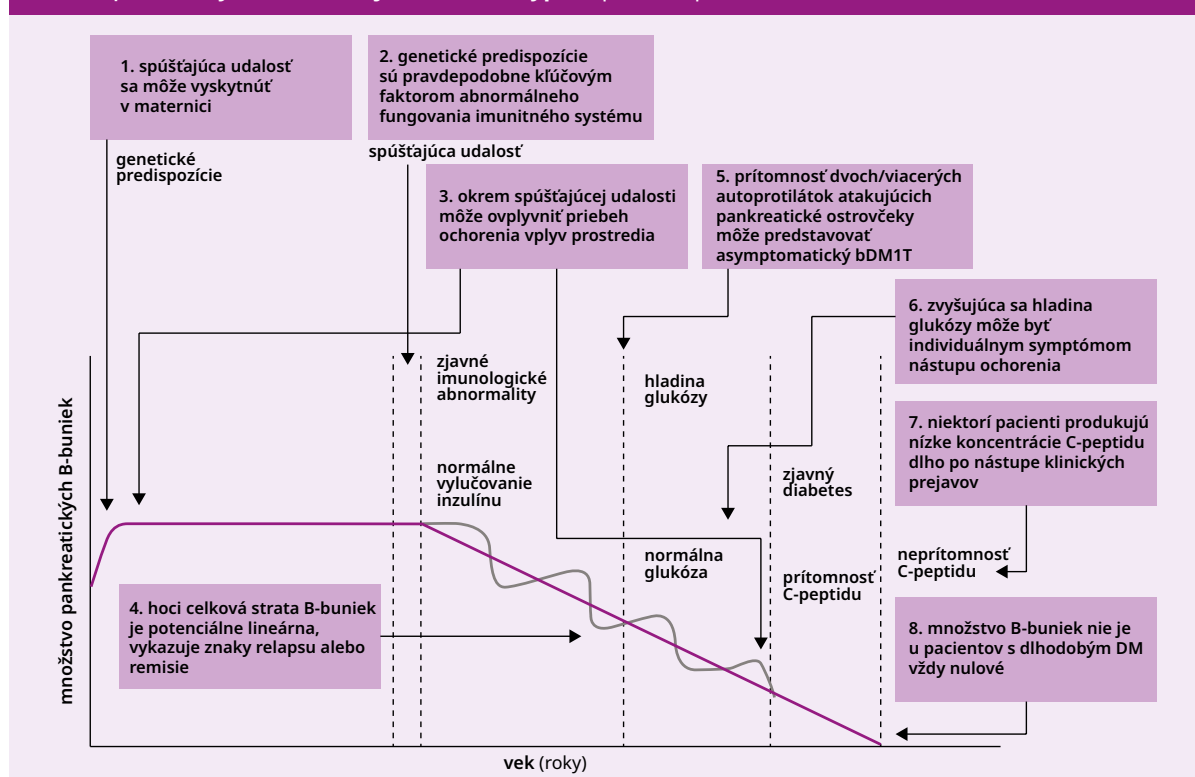 1. spúšťajúca udalosť
sa môže vyskytnúť
v maternici
2. genetické predispozície
sú pravdepodobne kľúčovým
faktorom abnormálneho
fungovania imunitného systému
genetické
predispozície
spúšťajúca udalosť
3. okrem spúšťajúcej udalosti
môže ovplyvniť priebeh
ochorenia vplyv prostredia
5. prítomnosť dvoch/viacerých
autoprotilátok atakujúcich
pankreatické ostrovčeky
môže predstavovať
asymptomatický bDM1T
6. zvyšujúca sa hladina
glukózy môže byť
individuálnym symptómom
nástupu ochorenia
zjavné
imunologické
abnormality
hladina
glukózy
7. niektorí pacienti produkujú
nízke koncentrácie C-peptidu
dlho po nástupe klinických
prejavov
množstvo pankreatických B-buniek
normálne
vylučovanie
inzulínu
zjavný
diabetes
normálna
glukóza
prítomnosť
C-peptidu
neprítomnosť
C-peptidu
4. hoci celková strata B-buniek
je potenciálne lineárna,
vykazuje znaky relapsu alebo
remisie
8. množstvo B-buniek nie je
u pacientov s dlhodobým DM
vždy nulové
vek (roky)